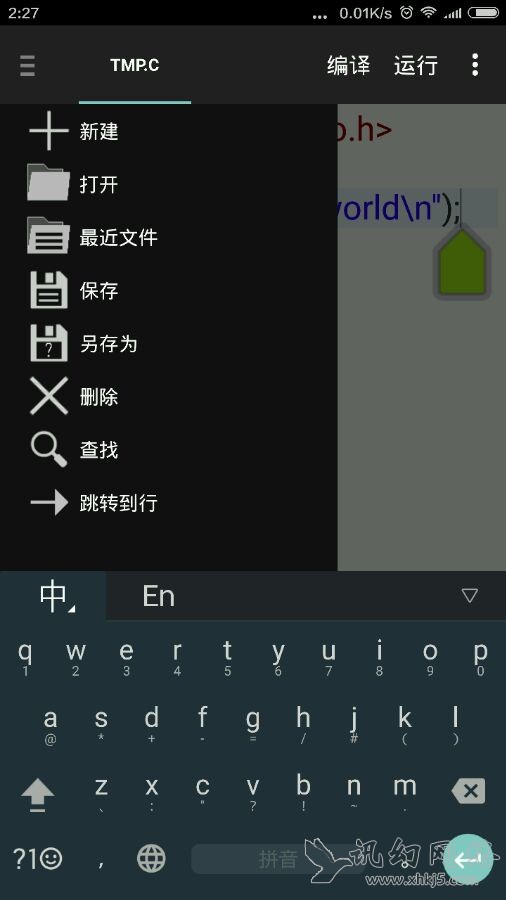 2:27 ... 0.01K/s
TMP.C 编译 运行
新建
打开
最近文件
保存
另存为
删除
查找
跳转到行
o.h>
world\n");
中 En
q w e r t y u i o p
1 2 3 4 5 6 7 8 9 0
a s d f g h j k l
@ * + - = / # ( )
z x c v b n m
、 : " ? ! ~ .
?1☺ , 拼音 。
讯幻网
www.xhkj5.com